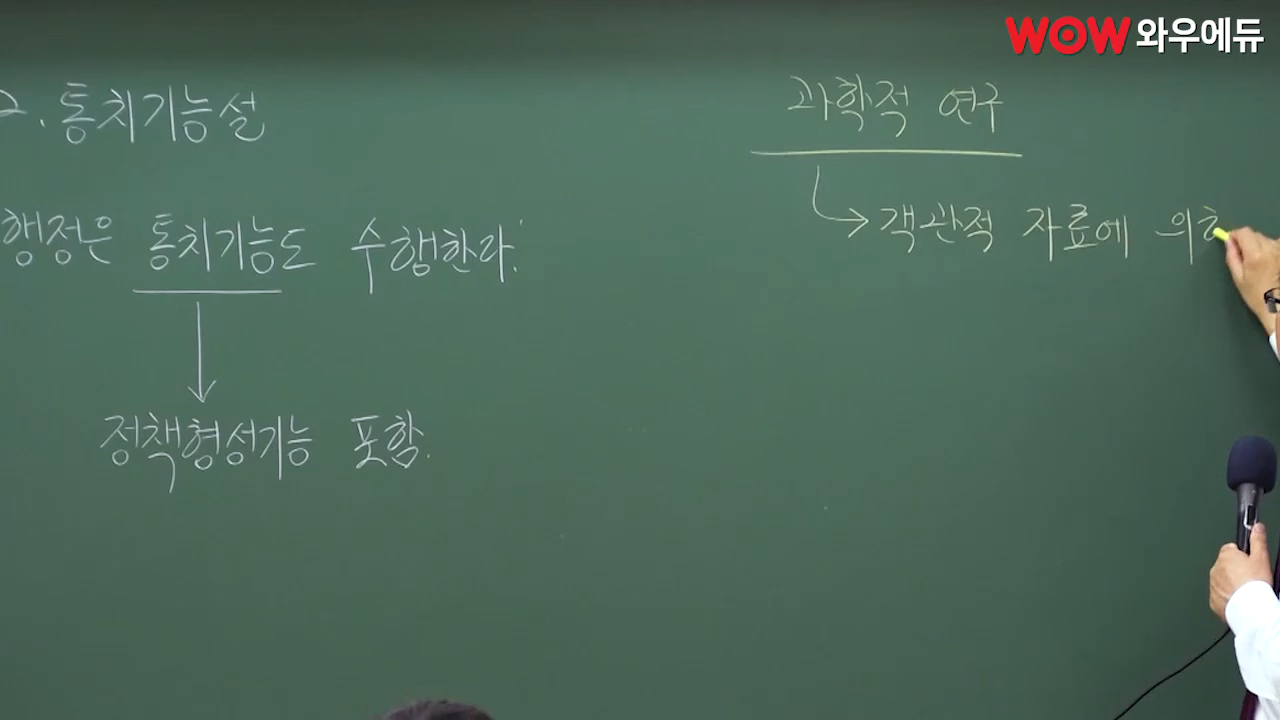 WOW 와우에듀
2. 통치기능설
행정은 통치기능도 수행한다.
정책형성기능 포함.
과학적 연구
→ 객관적 자료에